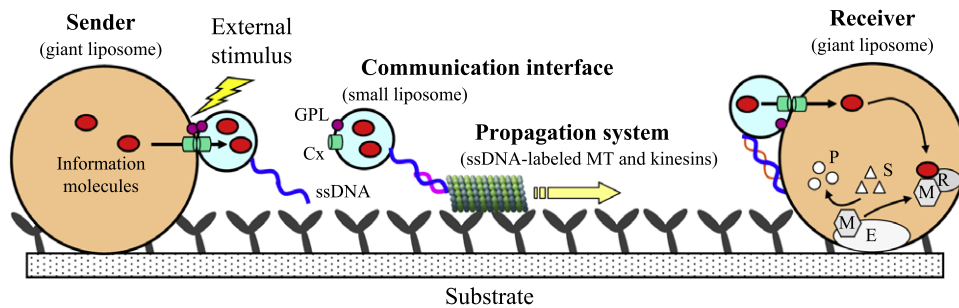 Sender
(giant liposome)
External
stimulus
Information
molecules
Communication interface
(small liposome)
GPL
Cx
ssDNA
Propagation system
(ssDNA-labeled MT and kinesins)
Receiver
(giant liposome)
P
S
R
M
M
E
Substrate